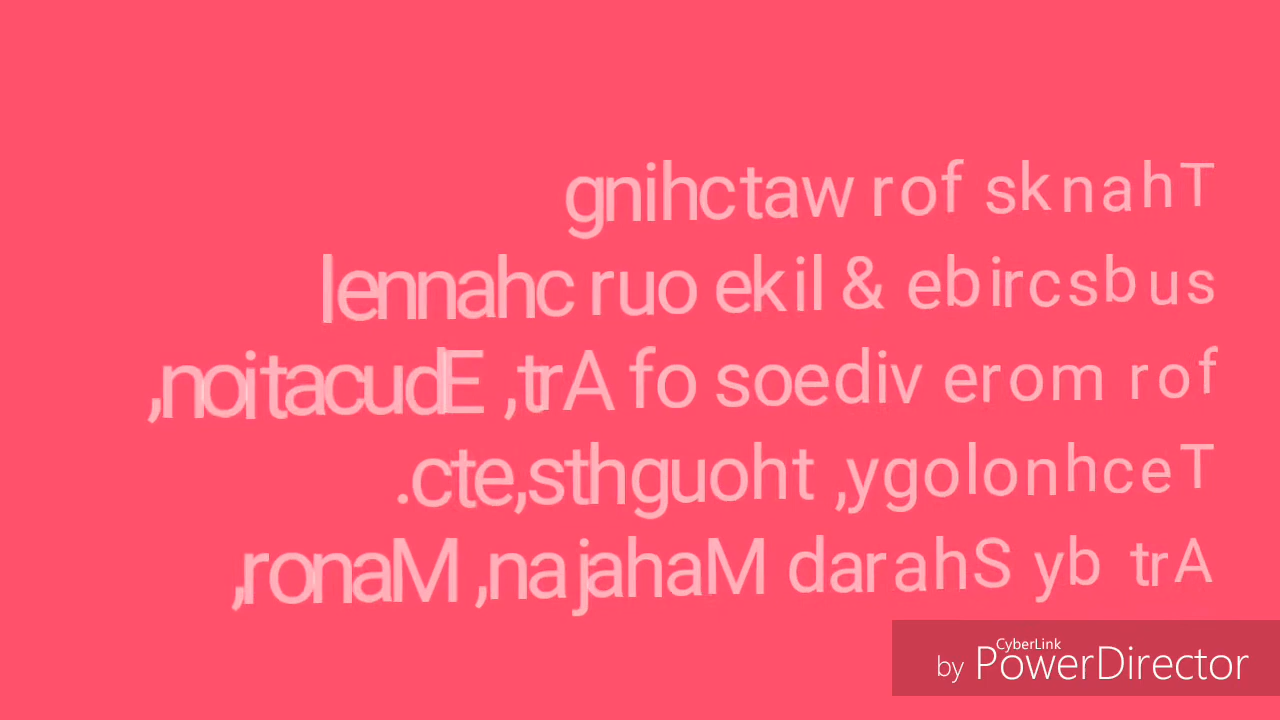 gnihctaw rof sknahT
lennahc ruo ekil & ebircsbus
,noitacudE ,trA fo soediv erom rof
.cte,sthguoht ,ygolonhceT
,ronaM ,najahaM darahS yb trA
by CyberLink PowerDirector